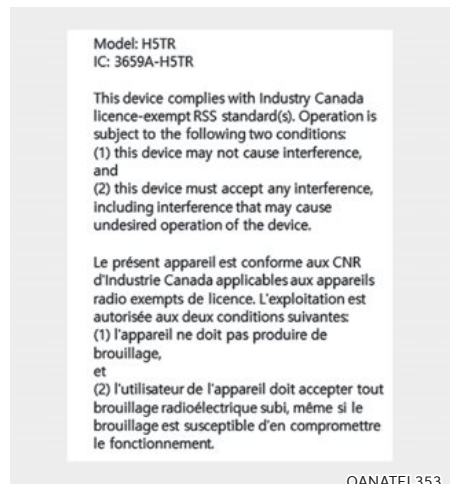 Model: H5TR
IC: 3659A-H5TR
This device complies with Industry Canada
licence-exempt RSS standard(s). Operation is
subject to the following two conditions:
(1) this device may not cause interference,
and
(2) this device must accept any interference,
including interference that may cause
undesired operation of the device.
Le présent appareil est conforme aux CNR
d'Industrie Canada applicables aux appareils
radio exempts de licence. L'exploitation est
autorisée aux deux conditions suivantes:
(1) l'appareil ne doit pas produire de
brouillage,
et
(2) l'utilisateur de l'appareil doit accepter tout
brouillage radioélectrique subi, même si le
brouillage est susceptible d'en compromettre
le fonctionnement.
OANATEL353